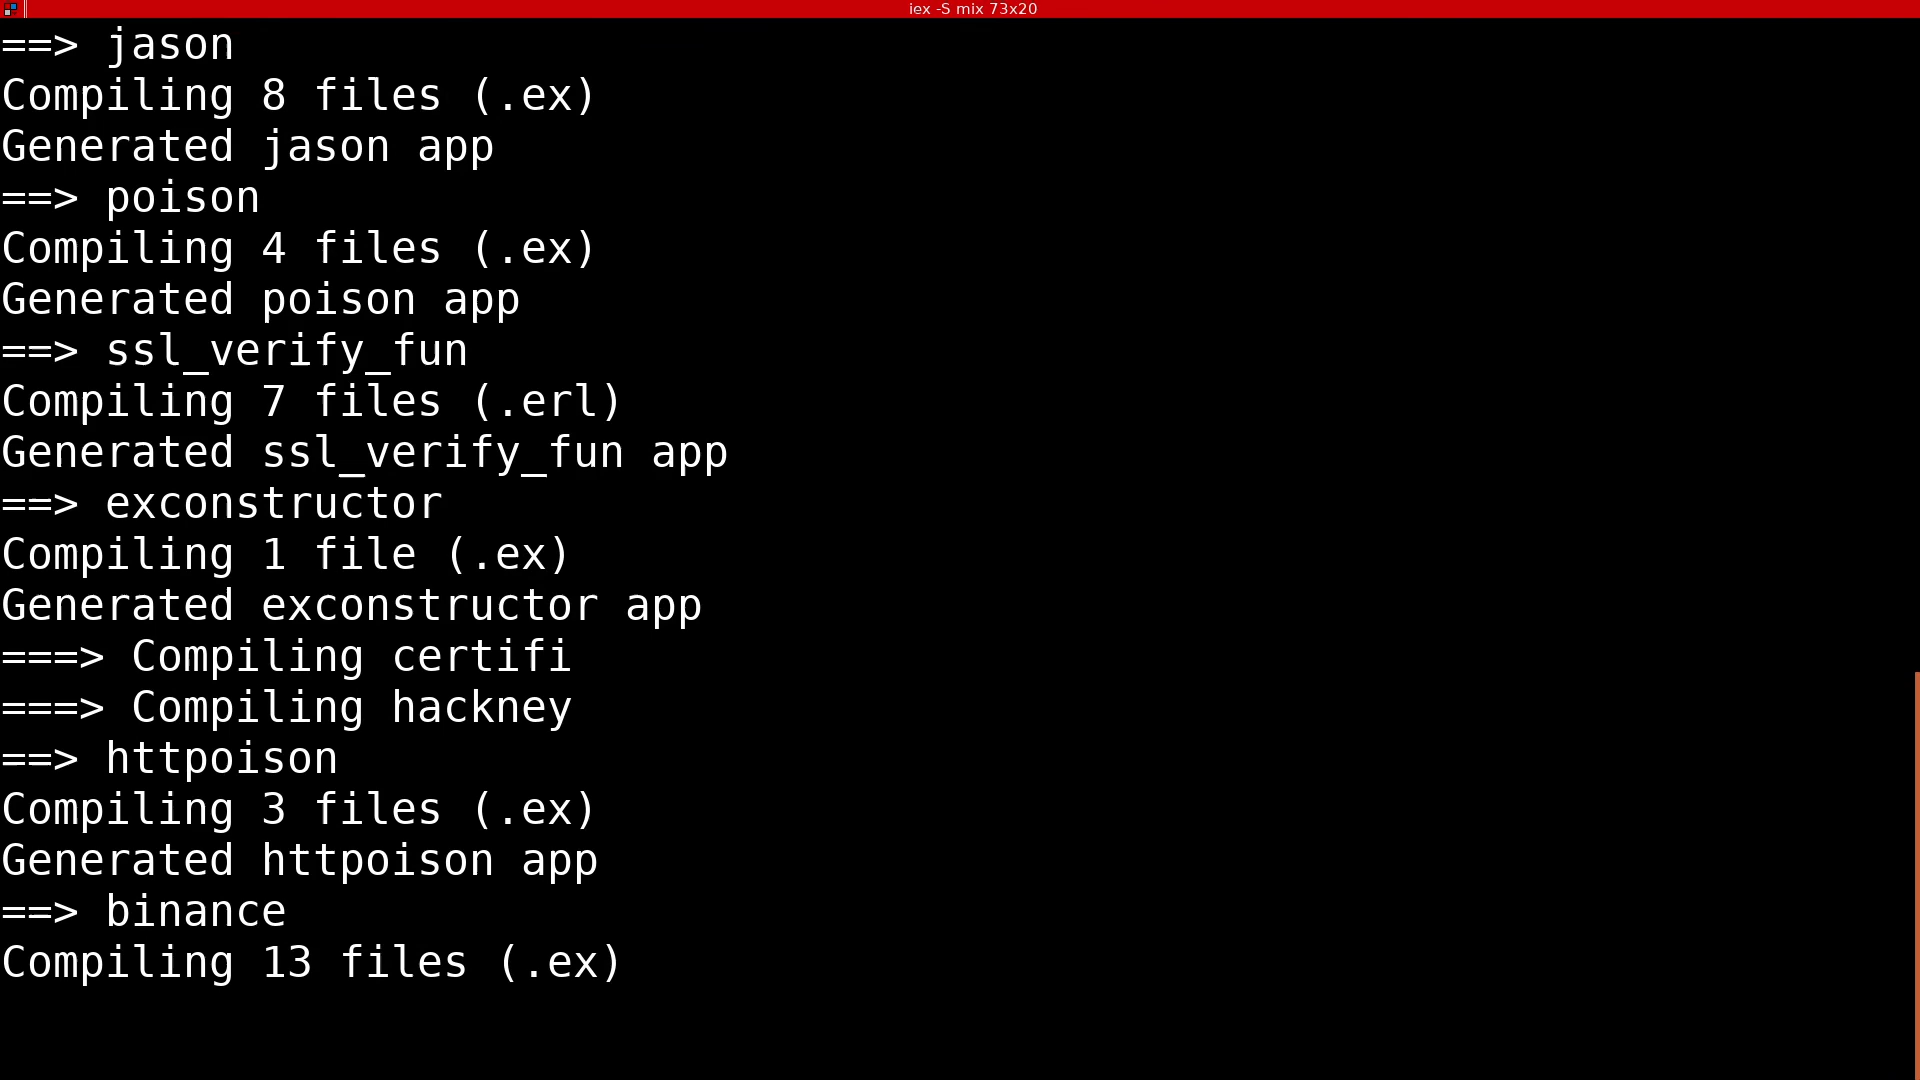 iex -S mix 73x20
==> jason
Compiling 8 files (.ex)
Generated jason app
==> poison
Compiling 4 files (.ex)
Generated poison app
==> ssl_verify_fun
Compiling 7 files (.erl)
Generated ssl_verify_fun app
==> exconstructor
Compiling 1 file (.ex)
Generated exconstructor app
===> Compiling certifi
===> Compiling hackney
==> httpoison
Compiling 3 files (.ex)
Generated httpoison app
==> binance
Compiling 13 files (.ex)